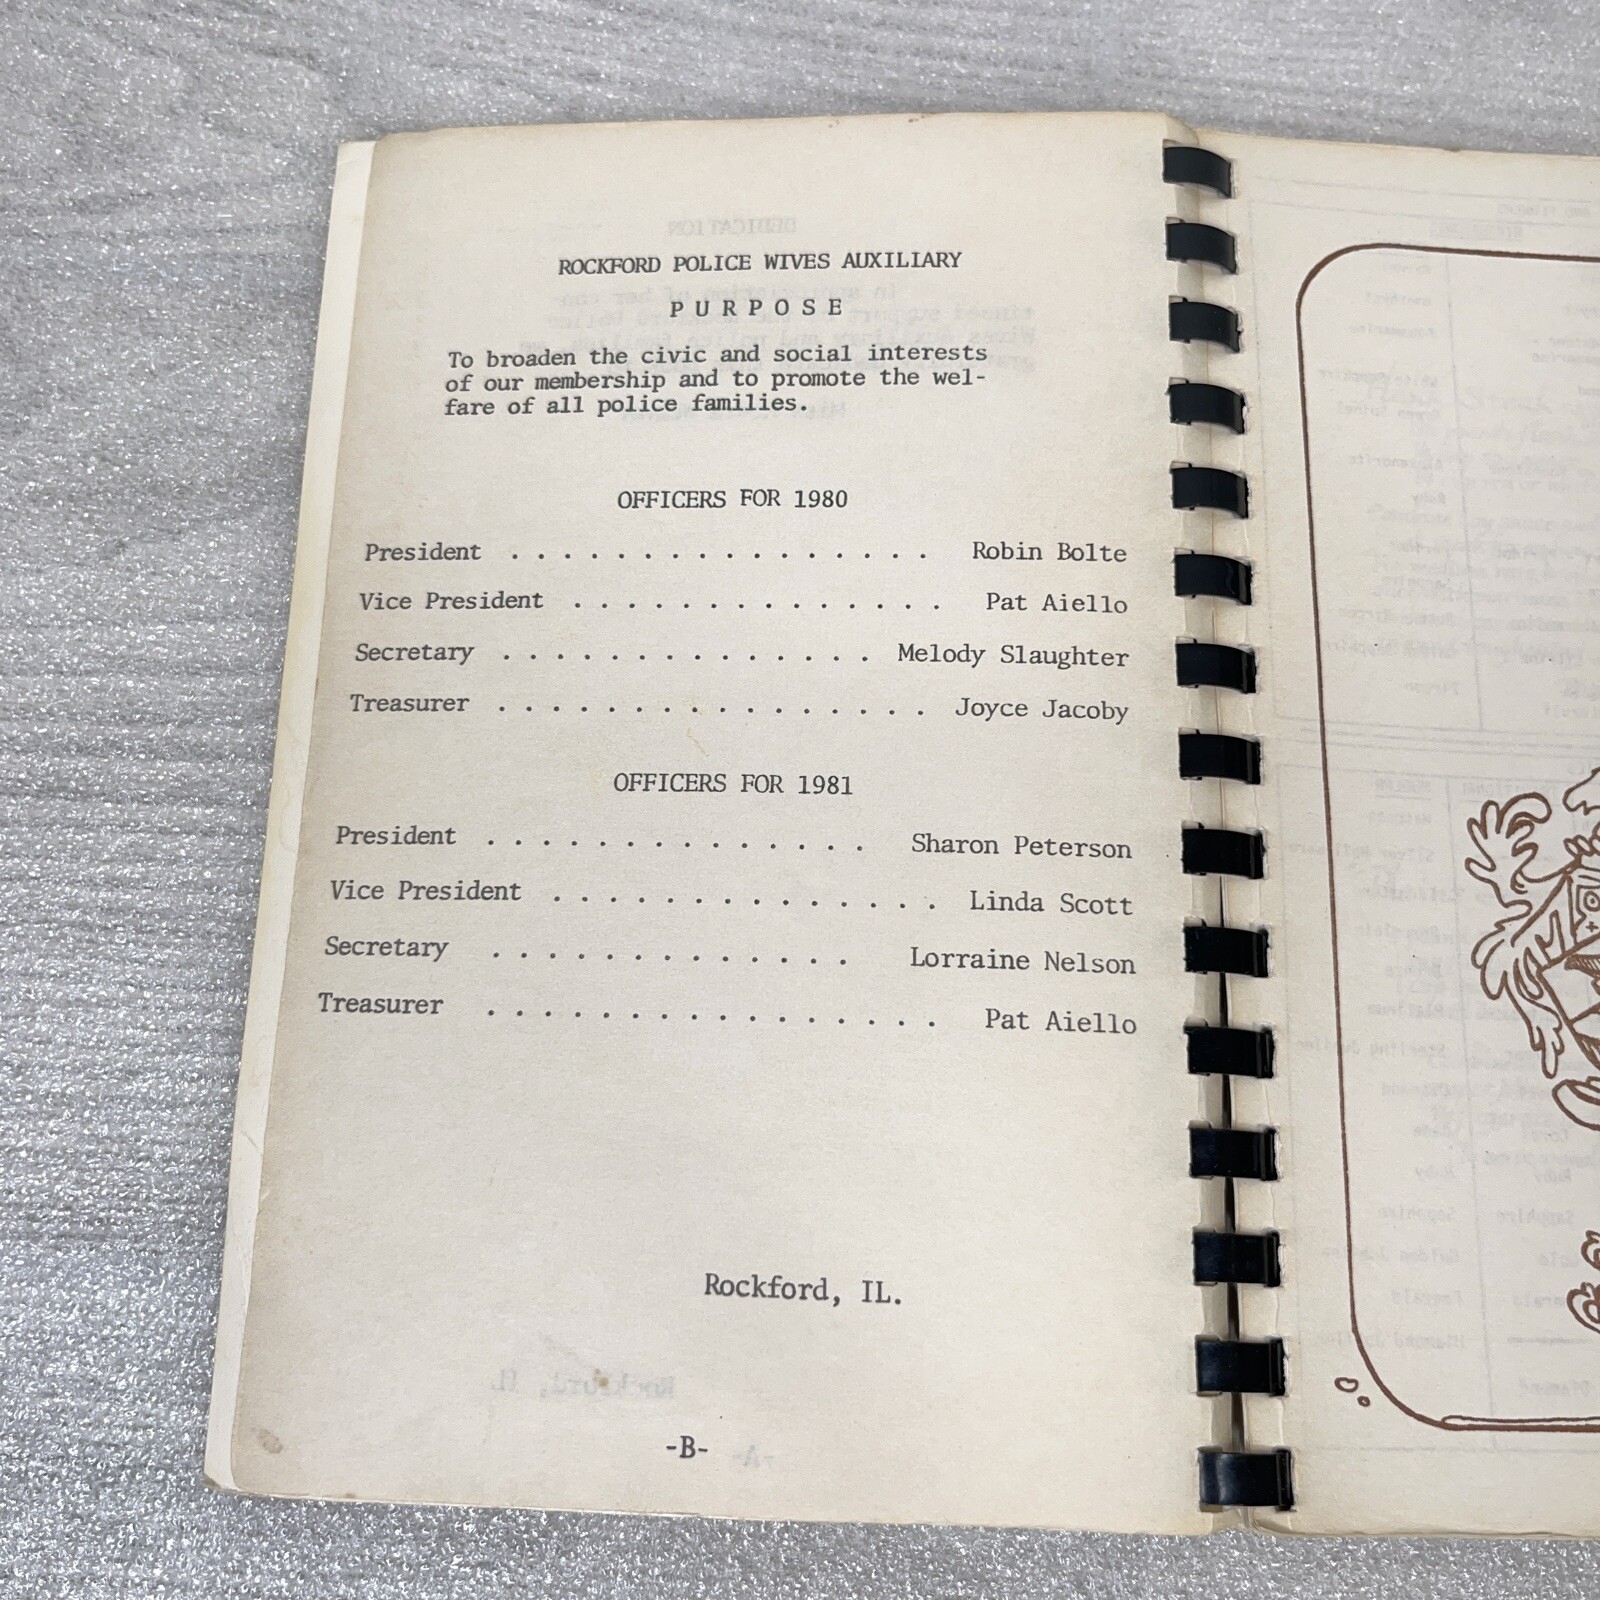 ROCKFORD POLICE WIVES AUXILIARY
PURPOSE
To broaden the civic and social interests
of our membership and to promote the wel-
fare of all police families.
OFFICERS FOR 1980
President . . . . . . . . . . . . . . . . Robin Bolte
Vice President . . . . . . . . . . . . . . Pat Aiello
Secretary . . . . . . . . . . . . . . Melody Slaughter
Treasurer . . . . . . . . . . . . . . . . Joyce Jacoby
OFFICERS FOR 1981
President . . . . . . . . . . . . . . Sharon Peterson
Vice President . . . . . . . . . . . . . . Linda Scott
Secretary . . . . . . . . . . . . . Lorraine Nelson
Treasurer . . . . . . . . . . . . . . . . Pat Aiello
Rockford, IL.
-B-